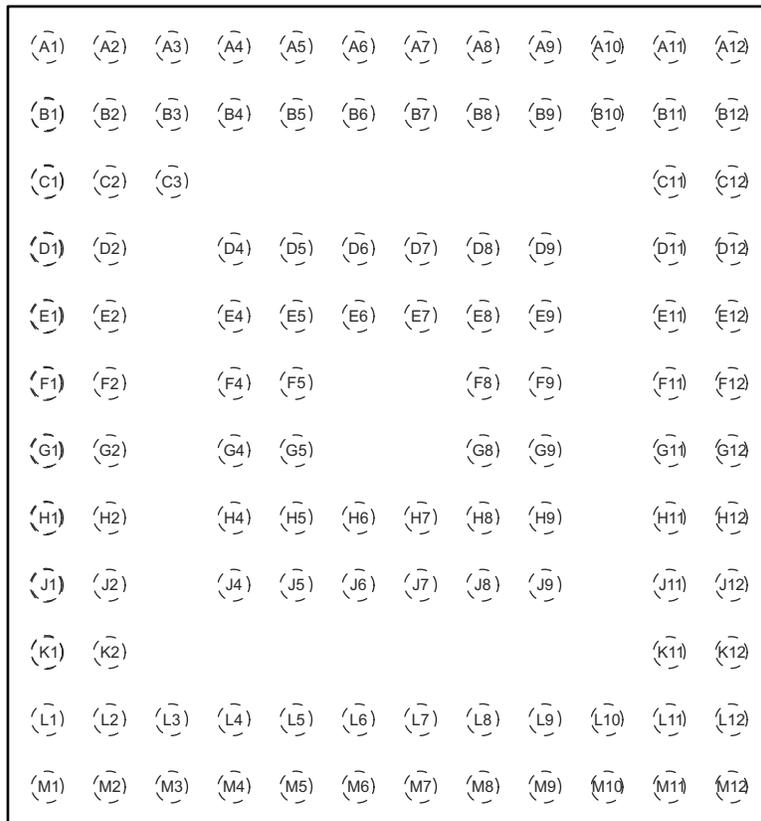 A1 A2 A3 A4 A5 A6 A7 A8 A9 A10 A11 A12
B1 B2 B3 B4 B5 B6 B7 B8 B9 B10 B11 B12
C1 C2 C3 C11 C12
D1 D2 D4 D5 D6 D7 D8 D9 D11 D12
E1 E2 E4 E5 E6 E7 E8 E9 E11 E12
F1 F2 F4 F5 F8 F9 F11 F12
G1 G2 G4 G5 G8 G9 G11 G12
H1 H2 H4 H5 H6 H7 H8 H9 H11 H12
J1 J2 J4 J5 J6 J7 J8 J9 J11 J12
K1 K2 K11 K12
L1 L2 L3 L4 L5 L6 L7 L8 L9 L10 L11 L12
M1 M2 M3 M4 M5 M6 M7 M8 M9 M10 M11 M12